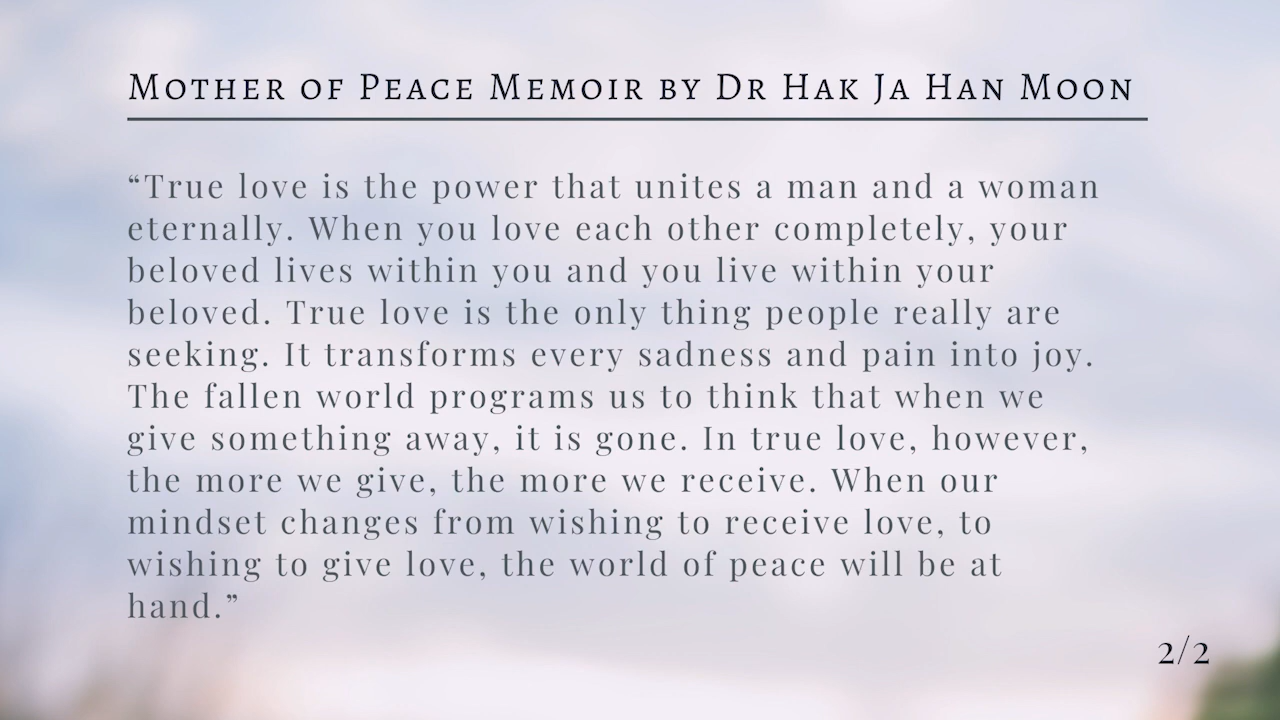 Mother of Peace Memoir by Dr Hak Ja Han Moon
“True love is the power that unites a man and a woman
eternally. When you love each other completely, your
beloved lives within you and you live within your
beloved. True love is the only thing people really are
seeking. It transforms every sadness and pain into joy.
The fallen world programs us to think that when we
give something away, it is gone. In true love, however,
the more we give, the more we receive. When our
mindset changes from wishing to receive love, to
wishing to give love, the world of peace will be at
hand.”
2/2